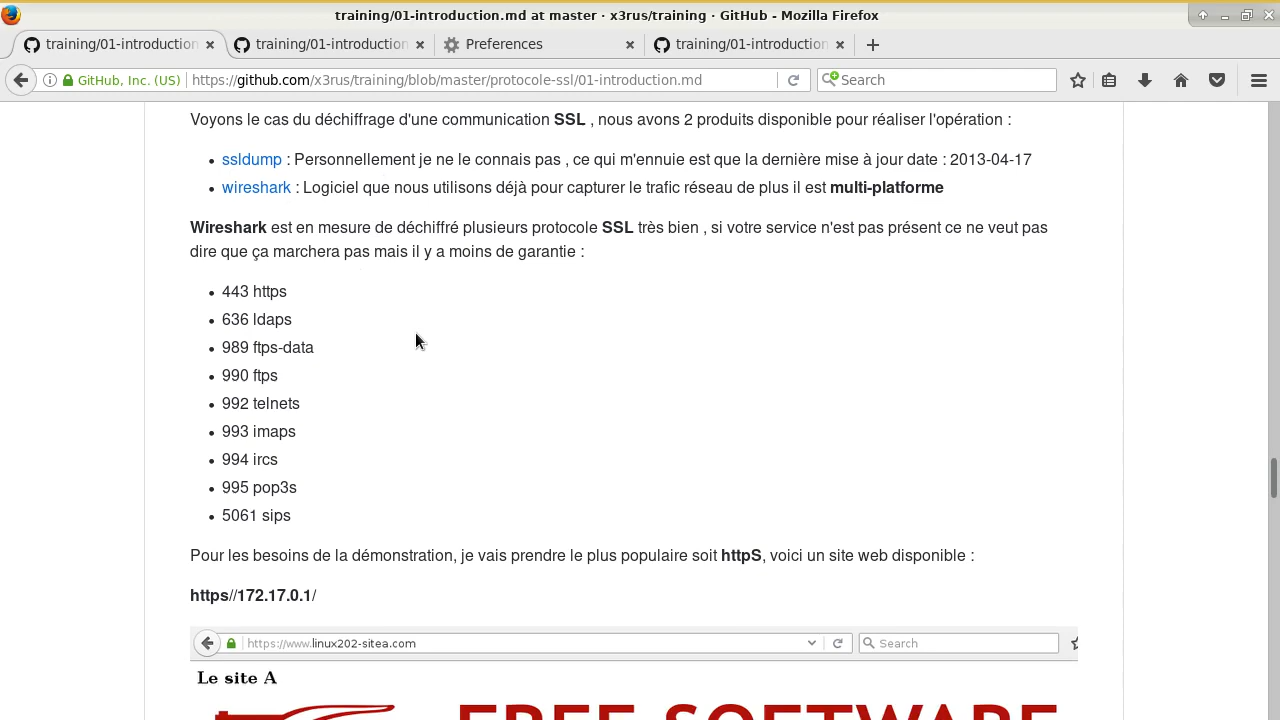 training/01-introduction.md at master · x3rus/training · GitHub - Mozilla Firefox
training/01-introduction
training/01-introduction
Preferences
training/01-introduction
GitHub, Inc. (US)
https://github.com/x3rus/training/blob/master/protocole-ssl/01-introduction.md
Search
Voyons le cas du déchiffrage d'une communication SSL , nous avons 2 produits disponible pour réaliser l'opération :
• ssldump : Personnellement je ne le connais pas , ce qui m'ennuie est que la dernière mise à jour date : 2013-04-17
• wireshark : Logiciel que nous utilisons déjà pour capturer le trafic réseau de plus il est multi-platforme
Wireshark est en mesure de déchiffré plusieurs protocole SSL très bien , si votre service n'est pas présent ce ne veut pas
dire que ça marchera pas mais il y a moins de garantie :
• 443 https
• 636 ldaps
• 989 ftps-data
• 990 ftps
• 992 telnets
• 993 imaps
• 994 ircs
• 995 pop3s
• 5061 sips
Pour les besoins de la démonstration, je vais prendre le plus populaire soit httpS, voici un site web disponible :
https//172.17.0.1/
https://www.linux202-sitea.com
Search
Le site A
FREE SOFTWARE